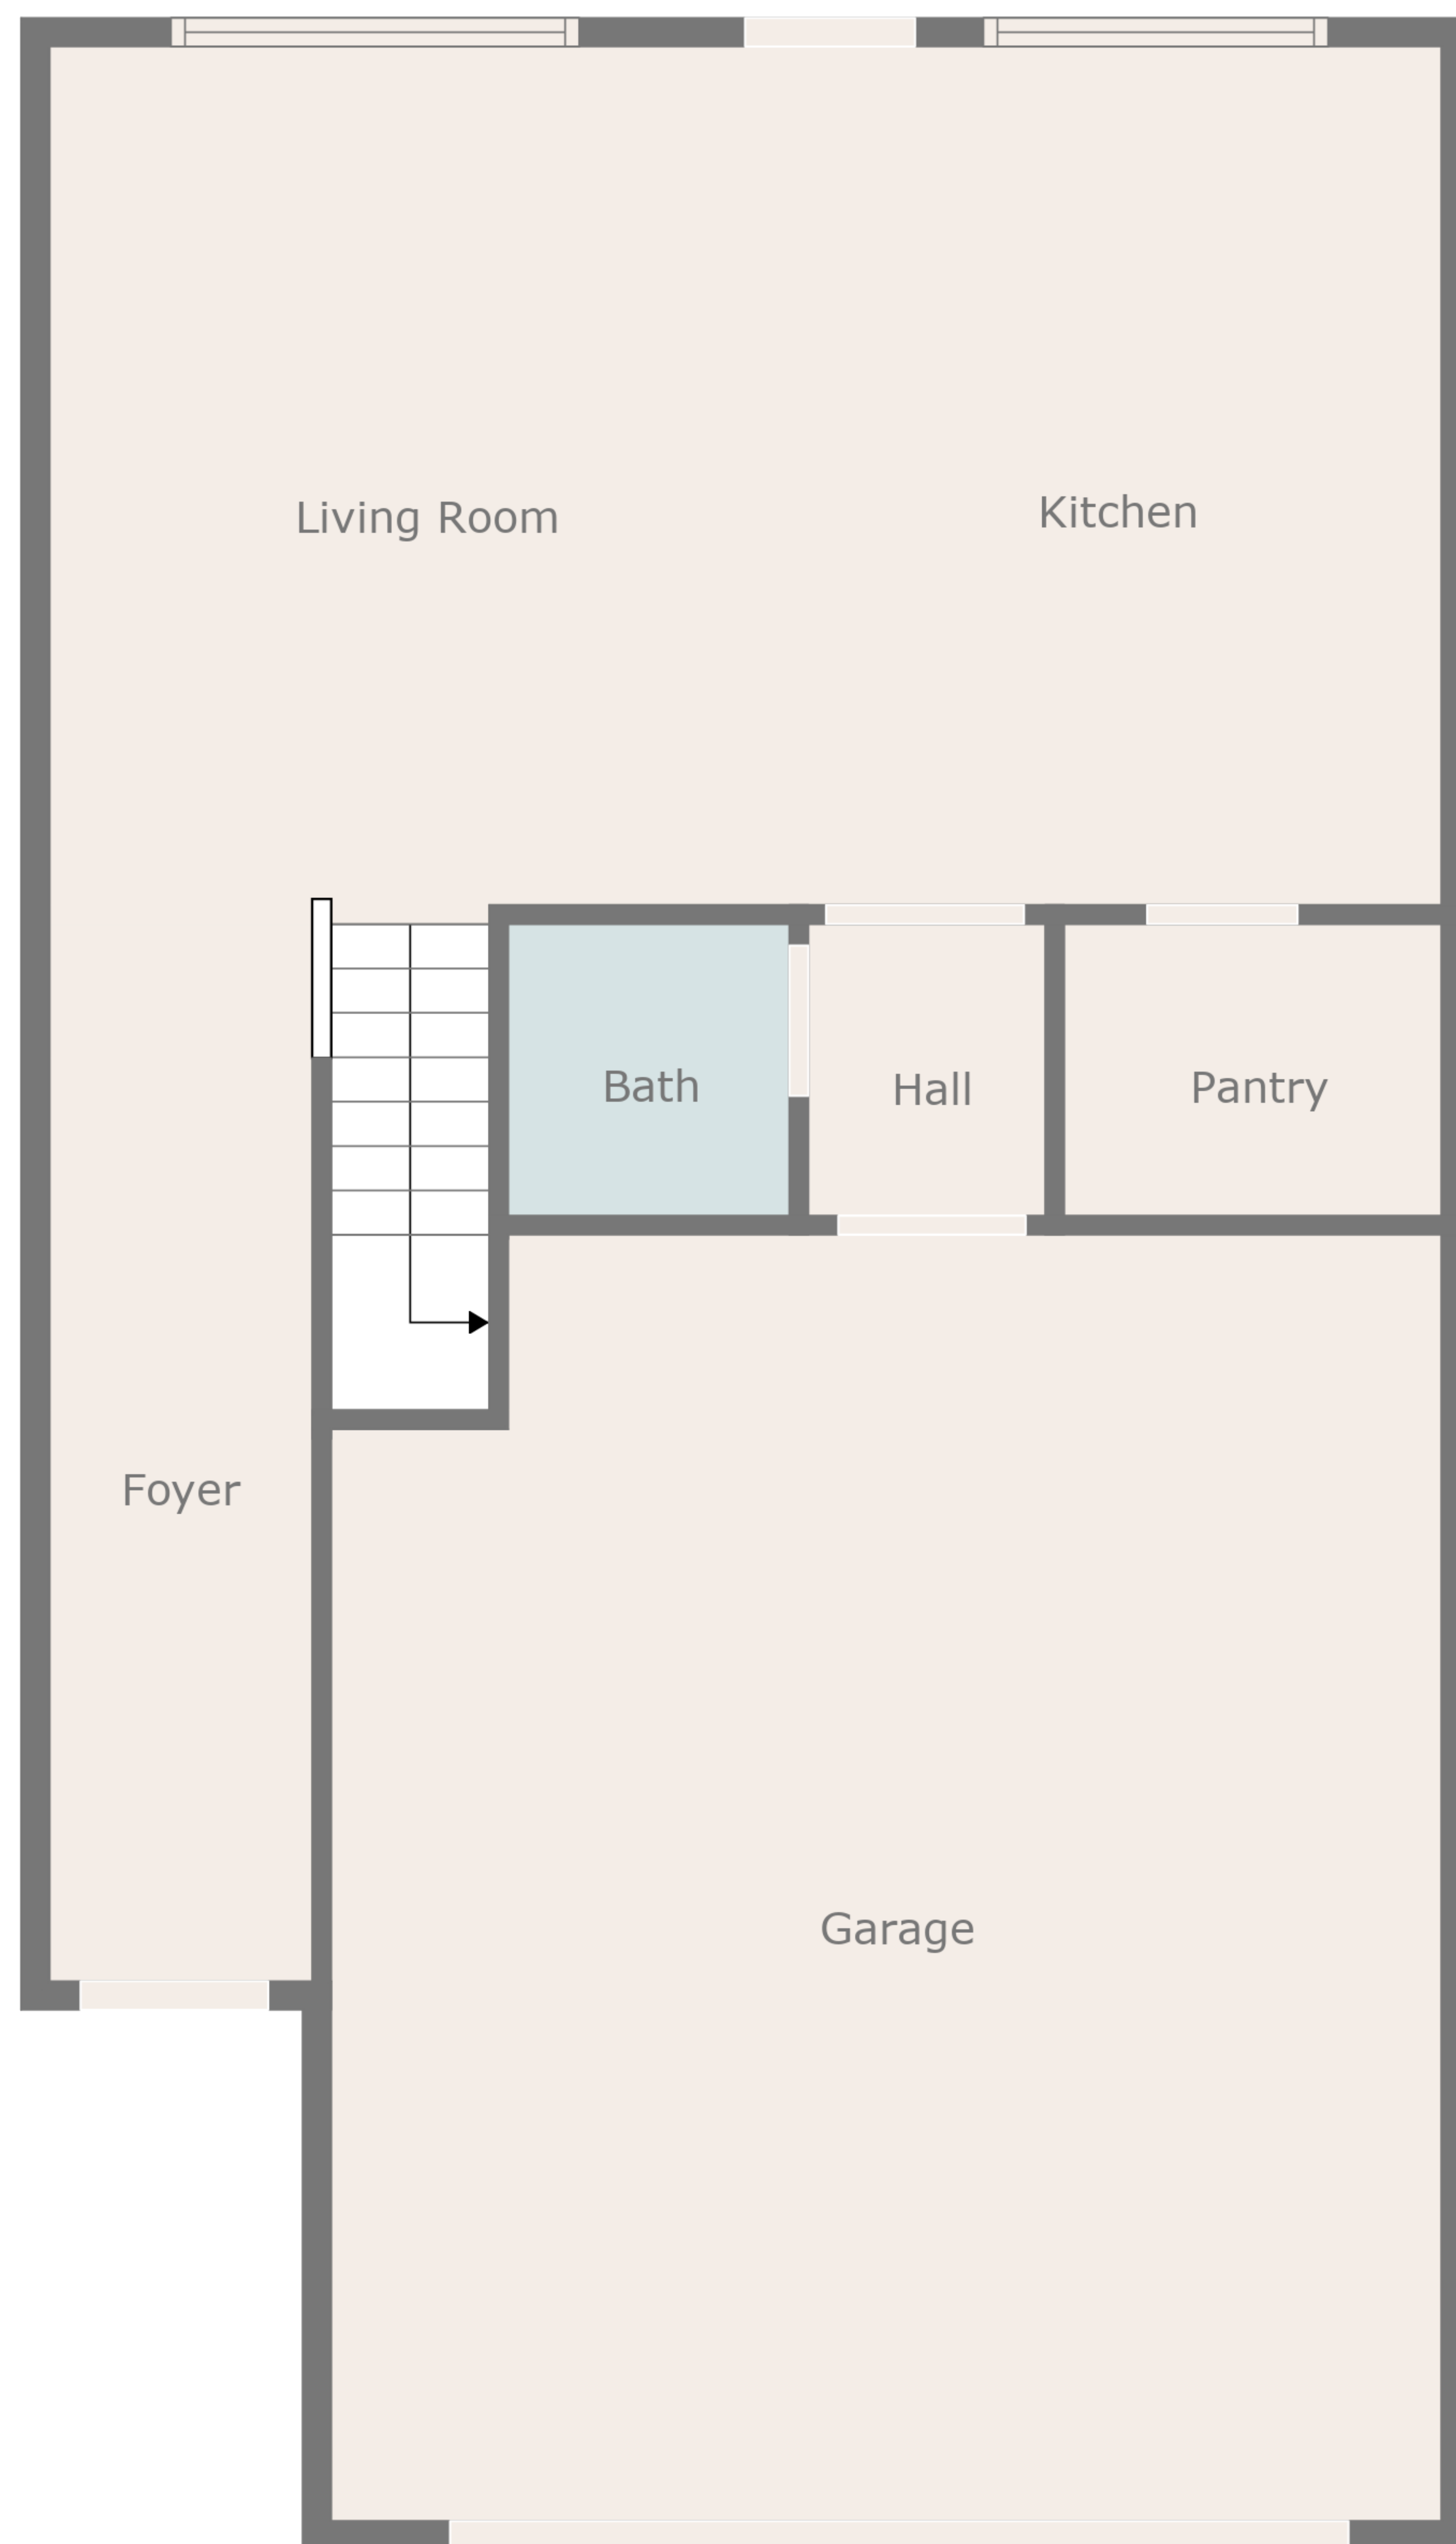 Living Room
Kitchen
Bath
Hall
Pantry
Foyer
Garage